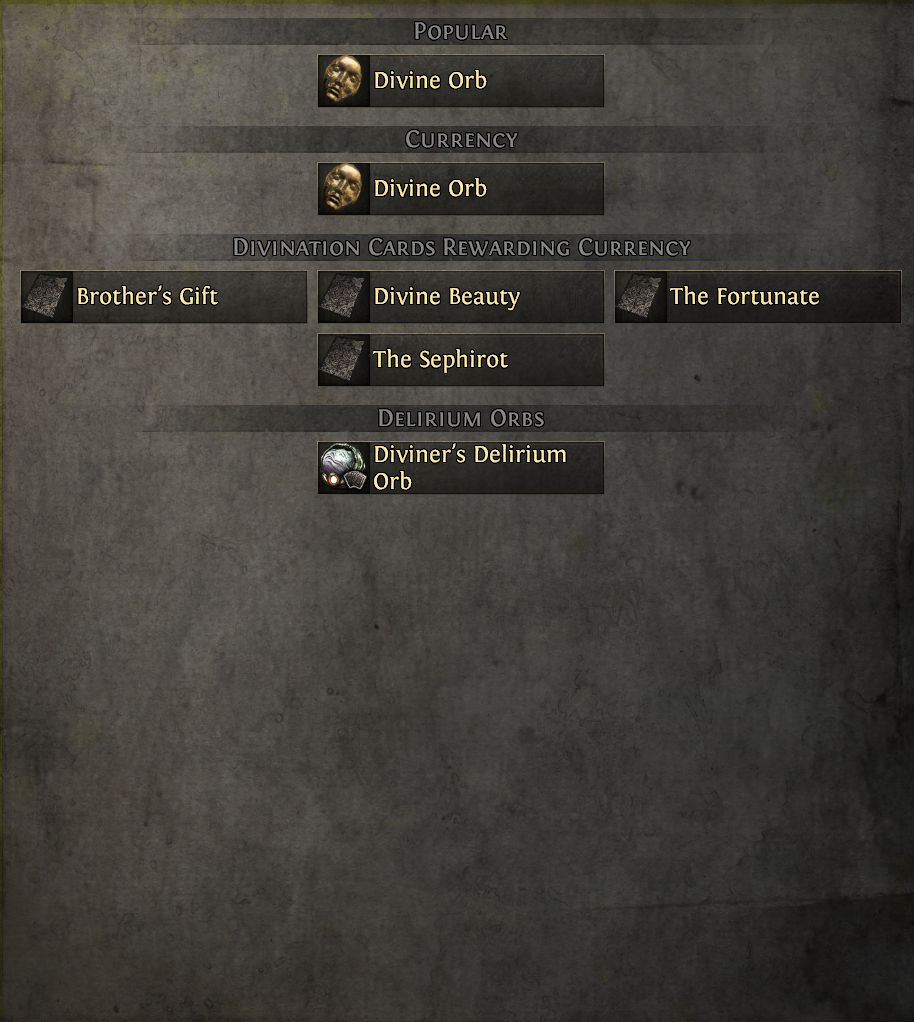 Popular
Divine Orb
Currency
Divine Orb
Divination Cards Rewarding Currency
Brother's Gift
Divine Beauty
The Fortunate
The Sephirot
Delirium Orbs
Diviner's Delirium
Orb